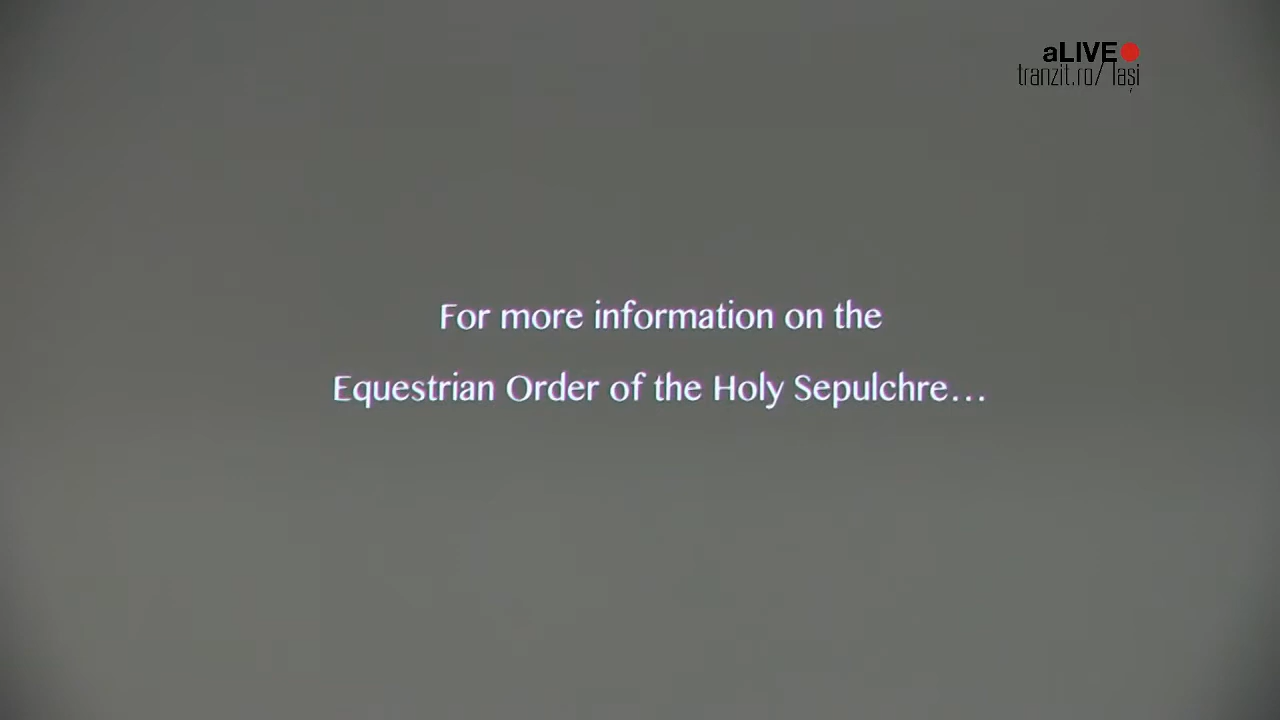 aLIVE
tranzit.ro/ Iași
For more information on the
Equestrian Order of the Holy Sepulchre…